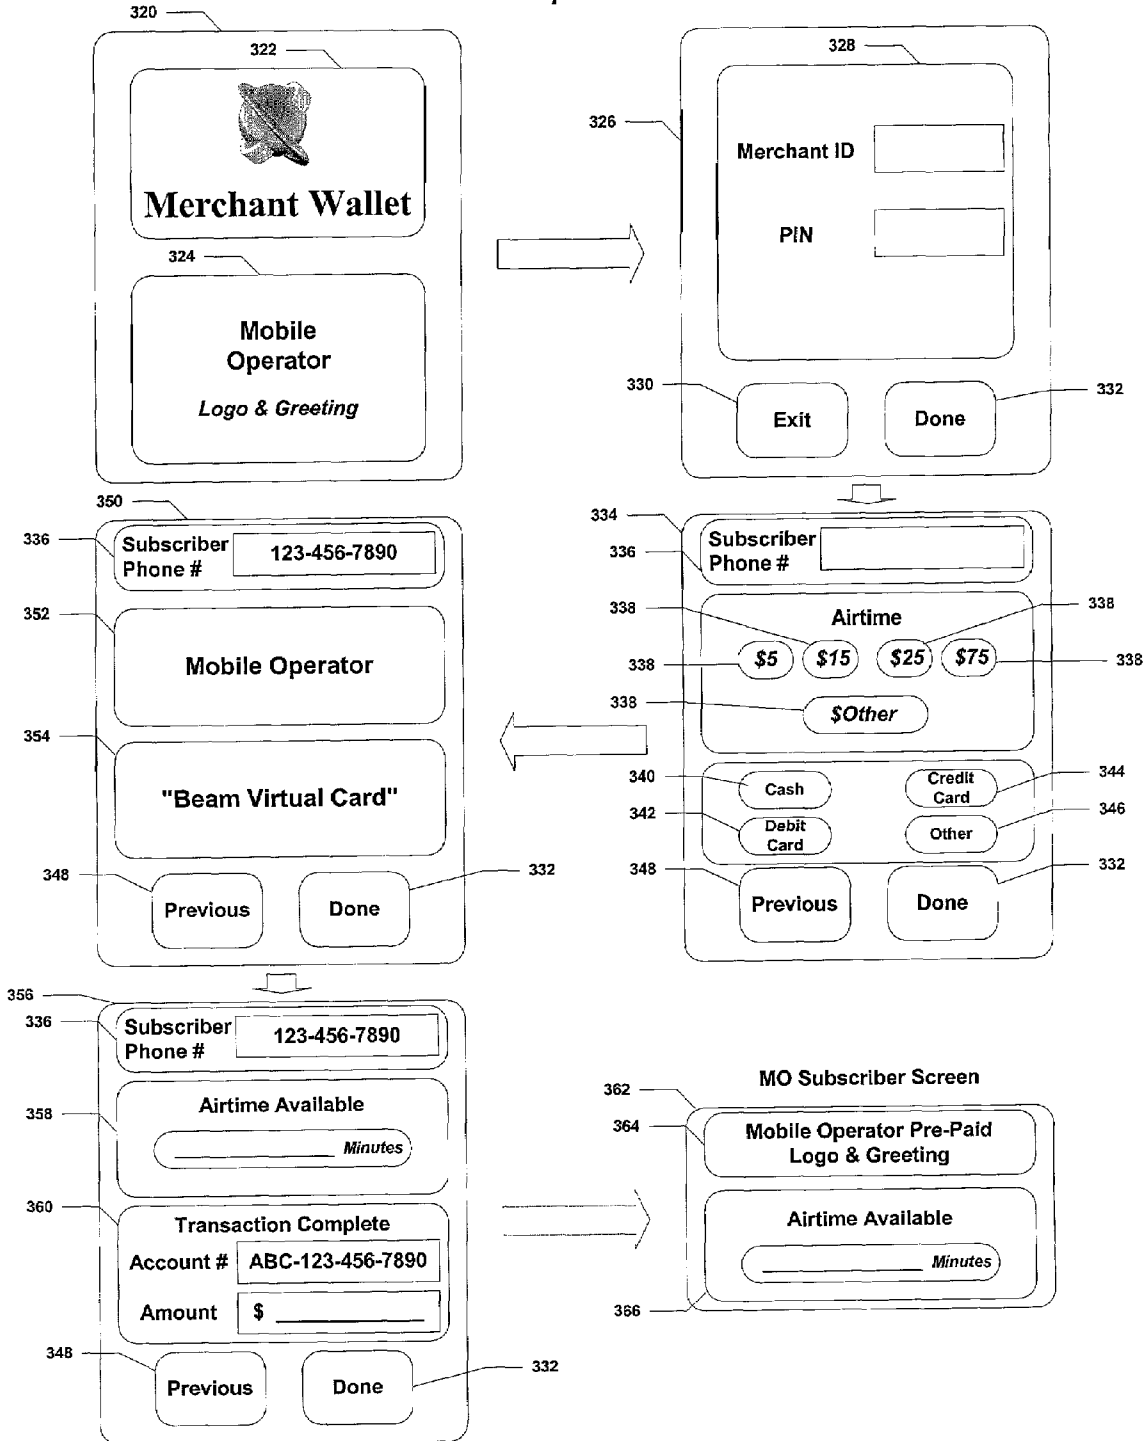 320
322
Merchant Wallet
324
Mobile
Operator
Logo & Greeting
326
328
Merchant ID
PIN
330
332
Exit
Done
334
336
Subscriber
Phone #
338
338
Airtime
$5
$15
$25
$75
338
338
338
$Other
340
Cash
Credit
Card
344
342
Debit
Card
Other
346
348
332
Previous
Done
350
336
Subscriber
Phone #
123-456-7890
352
Mobile Operator
354
"Beam Virtual Card"
348
332
Previous
Done
356
336
Subscriber
Phone #
123-456-7890
358
Airtime Available
Minutes
360
Transaction Complete
Account #
ABC-123-456-7890
Amount
$
348
332
Previous
Done
MO Subscriber Screen
362
364
Mobile Operator Pre-Paid
Logo & Greeting
Airtime Available
Minutes
366